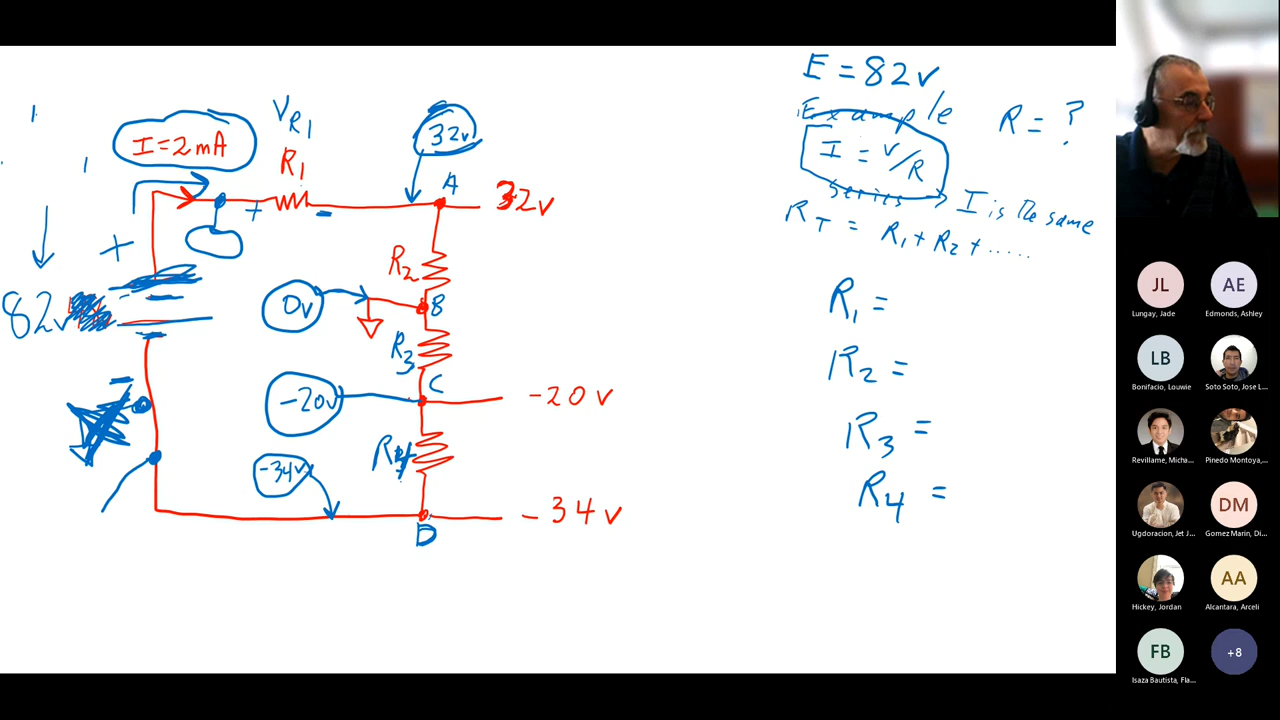 E = 82v
Example
R = ?
I = V/R
series → I is the same
RT = R1 + R2 + .....
R1 =
R2 =
R3 =
R4 =
VR1
I = 2mA
R1
32v
A
32v
+
-
+
82v
R2
0v
B
R3
C
-20v
-20v
R4
-34v
-34v
D
JL
Lungay, Jade
AE
Edmonds, Ashley
LB
Bonifacio, Louwie
Soto Soto, Jose L...
Revillame, Micha...
Pinedo Montoya,...
Ugdoracion, Jet J...
DM
Gomez Marin, Di...
Hickey, Jordan
AA
Alcantara, Arceli
FB
Isaza Bautista, Fla...
+8